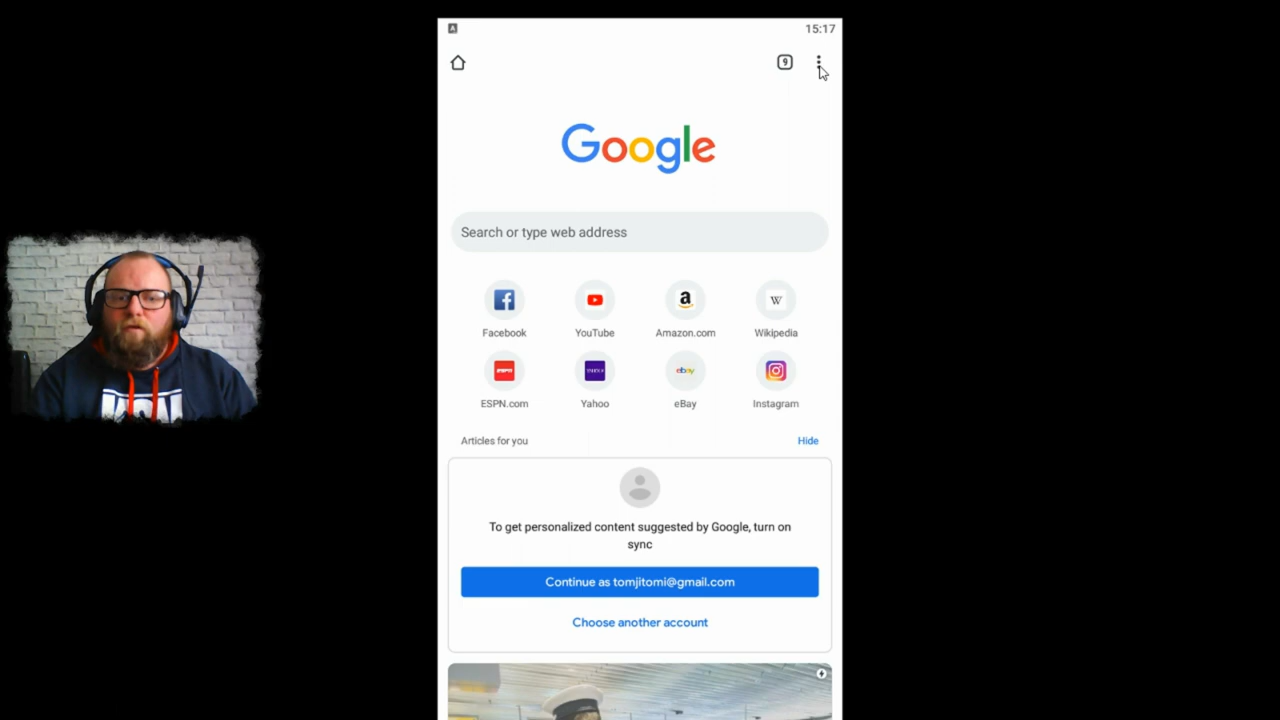 A
15:17
9
Google
Search or type web address
Facebook
YouTube
Amazon.com
Wikipedia
ESPN.com
Yahoo
eBay
Instagram
Articles for you
Hide
To get personalized content suggested by Google, turn on
sync
Continue as tomjitomi@gmail.com
Choose another account